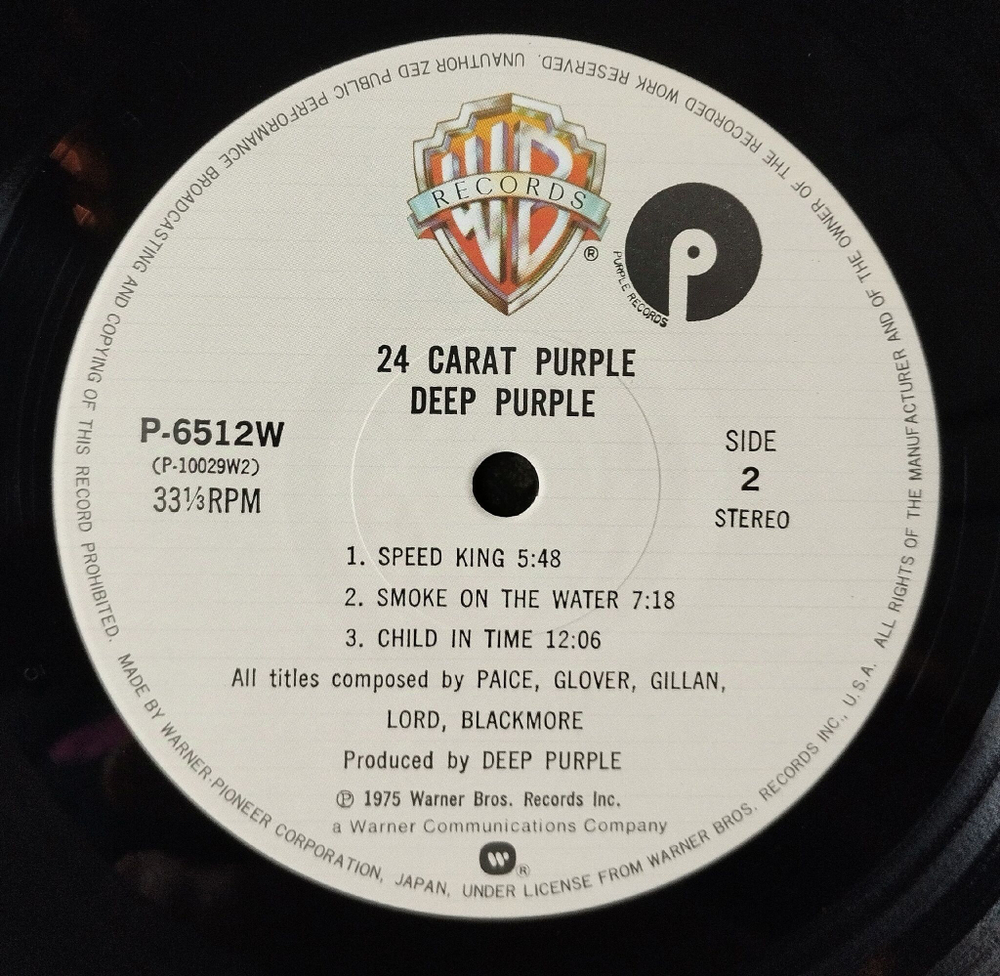 WB
RECORDS
®
P
PURPLE RECORDS
24 CARAT PURPLE
DEEP PURPLE
P-6512W
(P-10029W2)
33⅓RPM
SIDE
2
STEREO
1. SPEED KING 5:48
2. SMOKE ON THE WATER 7:18
3. CHILD IN TIME 12:06
All titles composed by PAICE, GLOVER, GILLAN,
LORD, BLACKMORE
Produced by DEEP PURPLE
Ⓟ 1975 Warner Bros. Records Inc.
a Warner Communications Company
W®
MADE BY WARNER-PIONEER CORPORATION, JAPAN, UNDER LICENSE FROM WARNER BROS. RECORDS INC., U.S.A. ALL RIGHTS OF THE MANUFACTURER AND OF THE OWNER OF THE RECORDED WORK RESERVED. UNAUTHOR ZED PUBLIC PERFORMANCE BROADCASTING AND COPYING OF THIS RECORD PROHIBITED.